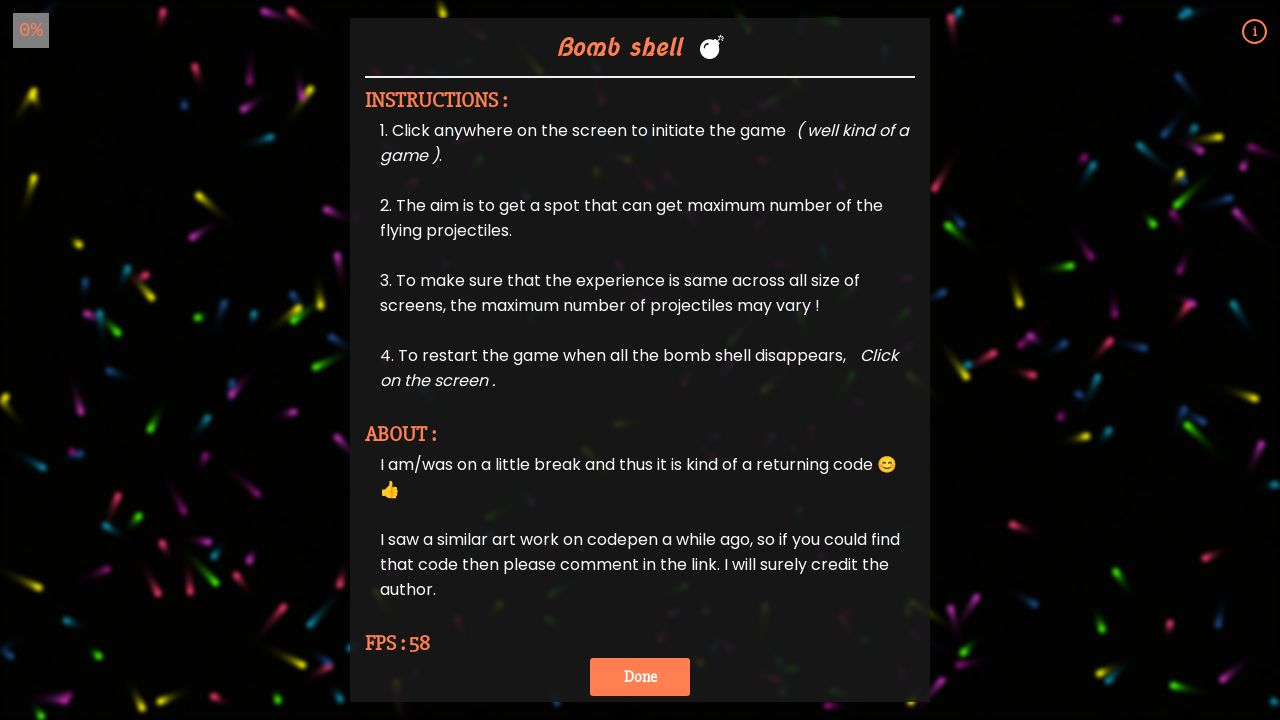 0%
i
Bomb shell 💣
INSTRUCTIONS :
1. Click anywhere on the screen to initiate the game ( well kind of a
game ).
2. The aim is to get a spot that can get maximum number of the
flying projectiles.
3. To make sure that the experience is same across all size of
screens, the maximum number of projectiles may vary !
4. To restart the game when all the bomb shell disappears, Click
on the screen .
ABOUT :
I am/was on a little break and thus it is kind of a returning code 😊
👍
I saw a similar art work on codepen a while ago, so if you could find
that code then please comment in the link. I will surely credit the
author.
FPS : 58
Done